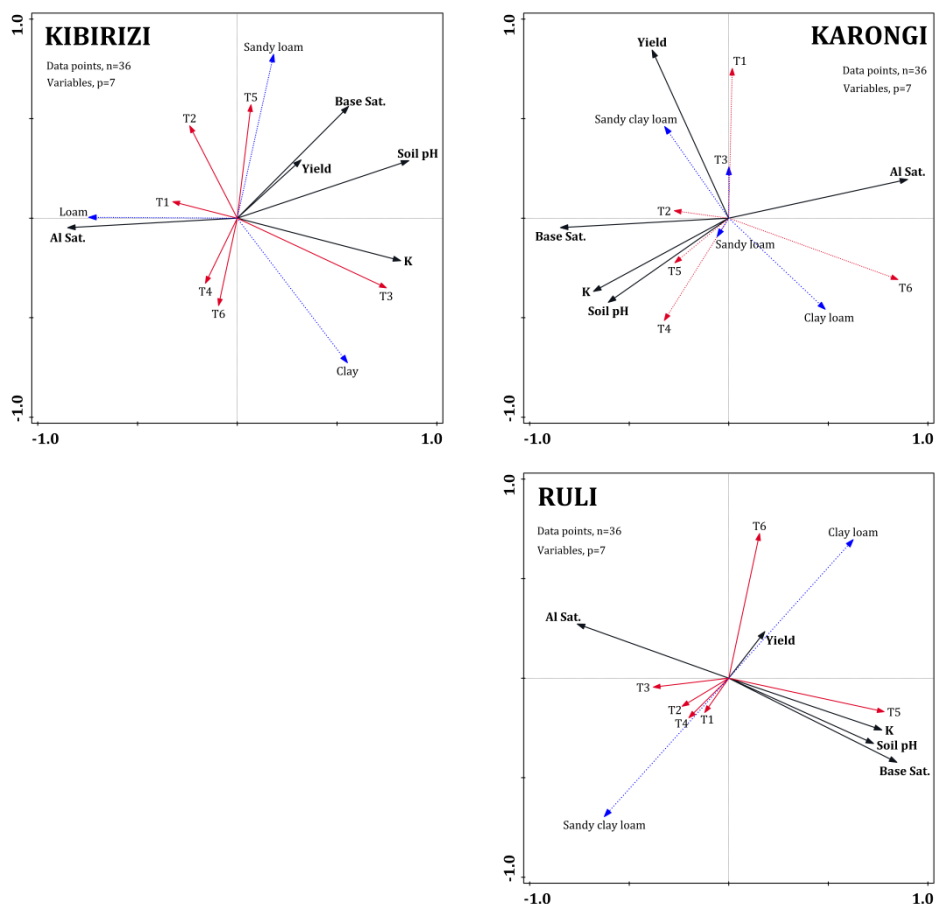 KIBIRIZI
Data points, n=36
Variables, p=7
Sandy loam
T5
Base Sat.
T2
Soil pH
Yield
T1
Loam
Al Sat.
K
T4
T3
T6
Clay
1.0
-1.0
-1.0
1.0
KARONGI
Data points, n=36
Variables, p=7
Yield
T1
Sandy clay loam
T3
Al Sat.
T2
Base Sat.
Sandy loam
T5
K
T6
Soil pH
Clay loam
T4
1.0
-1.0
-1.0
1.0
RULI
Data points, n=36
Variables, p=7
T6
Clay loam
Al Sat.
Yield
T3
T2
T4
T1
T5
K
Soil pH
Base Sat.
Sandy clay loam
1.0
-1.0
-1.0
1.0